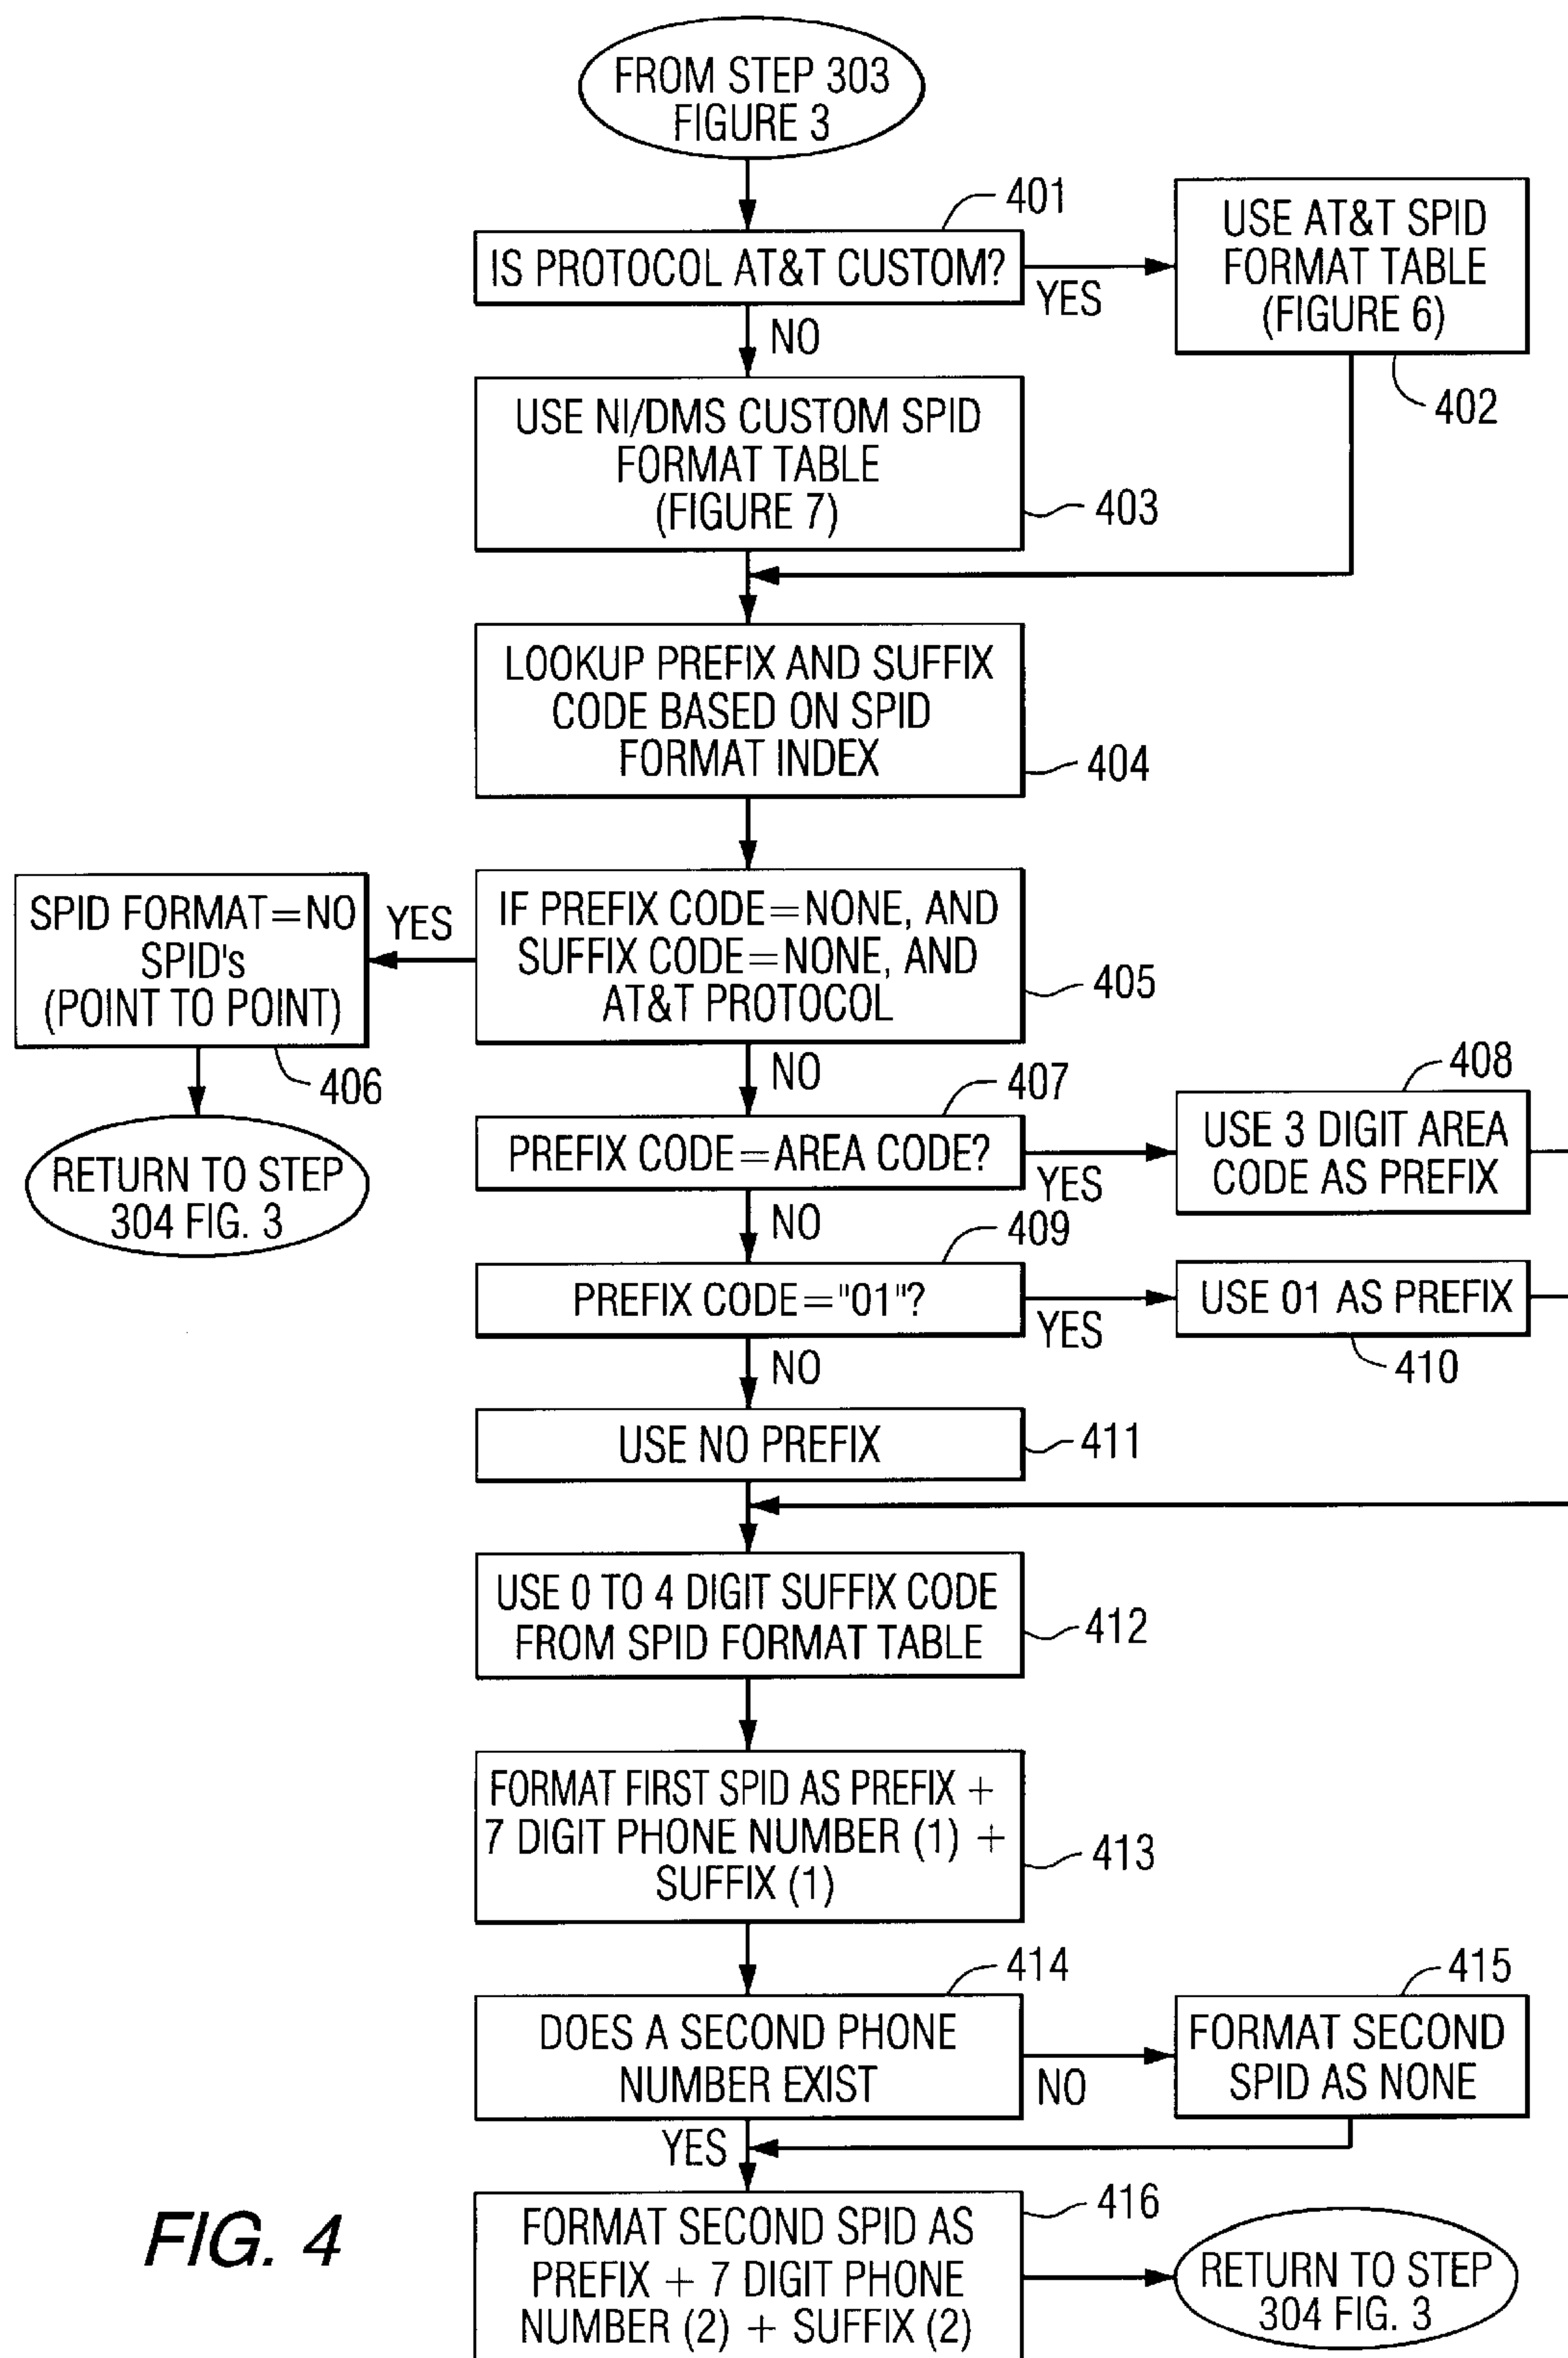 FROM STEP 303
FIGURE 3
401
IS PROTOCOL AT&T CUSTOM?
YES
USE AT&T SPID
FORMAT TABLE
(FIGURE 6)
402
NO
USE NI/DMS CUSTOM SPID
FORMAT TABLE
(FIGURE 7)
403
LOOKUP PREFIX AND SUFFIX
CODE BASED ON SPID
FORMAT INDEX
404
IF PREFIX CODE=NONE, AND
SUFFIX CODE=NONE, AND
AT&T PROTOCOL
405
YES
SPID FORMAT=NO
SPID's
(POINT TO POINT)
406
RETURN TO STEP
304 FIG. 3
NO
407
PREFIX CODE=AREA CODE?
YES
408
USE 3 DIGIT AREA
CODE AS PREFIX
NO
409
PREFIX CODE="01"?
YES
USE 01 AS PREFIX
410
NO
USE NO PREFIX
411
USE 0 TO 4 DIGIT SUFFIX CODE
FROM SPID FORMAT TABLE
412
FORMAT FIRST SPID AS PREFIX +
7 DIGIT PHONE NUMBER (1) +
SUFFIX (1)
413
414
DOES A SECOND PHONE
NUMBER EXIST
NO
415
FORMAT SECOND
SPID AS NONE
YES
416
FORMAT SECOND SPID AS
PREFIX + 7 DIGIT PHONE
NUMBER (2) + SUFFIX (2)
RETURN TO STEP
304 FIG. 3
FIG. 4